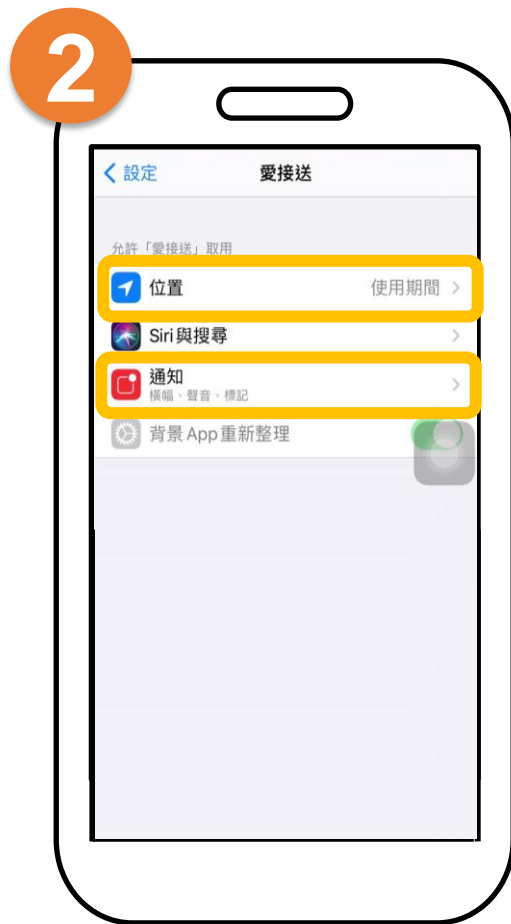 2
設定
愛接送
允許「愛接送」取用
位置 使用期間
Siri與搜尋
通知
橫幅、聲音、標記
背景 App 重新整理